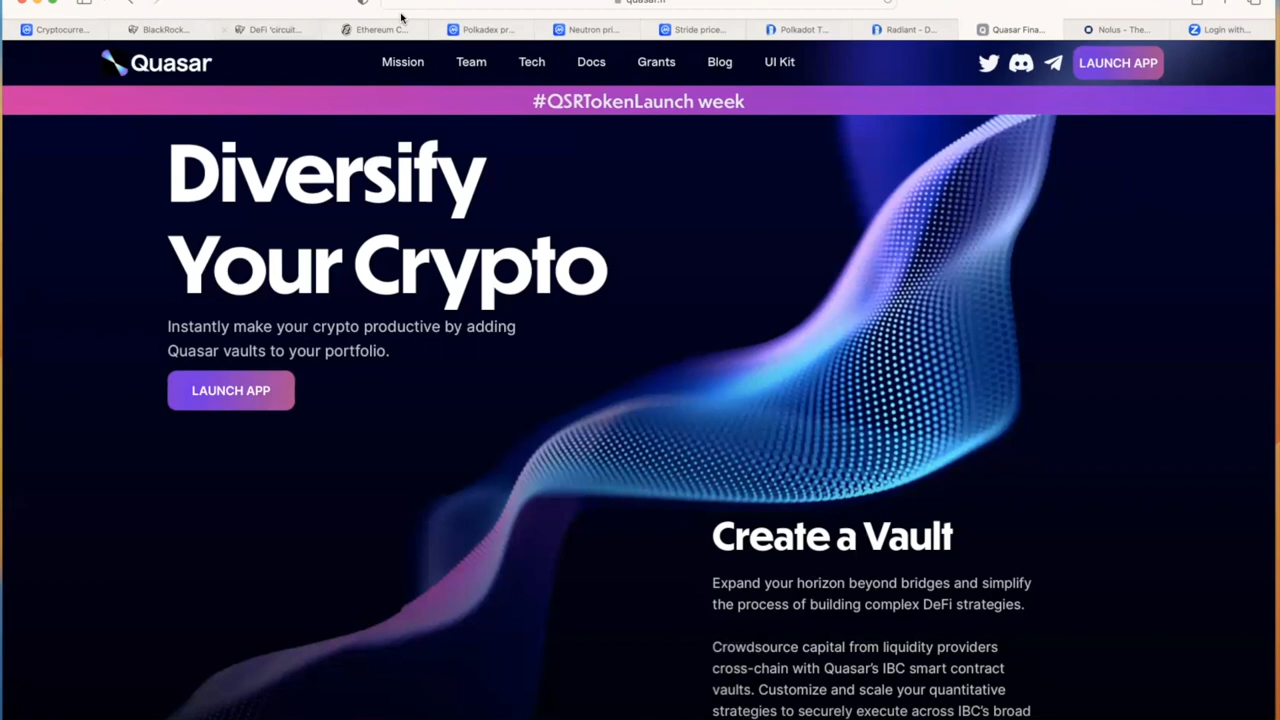 Cryptocurre...
BlackRock...
DeFi 'circuit...
Ethereum C...
Polkadex pr...
Neutron pri...
Stride price...
Polkadot T...
Radiant - D...
Quasar Fina...
Nolus - The...
Login with...
Quasar
Mission
Team
Tech
Docs
Grants
Blog
UI Kit
LAUNCH APP
#QSRTokenLaunch week
Diversify
Your Crypto
Instantly make your crypto productive by adding
Quasar vaults to your portfolio.
LAUNCH APP
Create a Vault
Expand your horizon beyond bridges and simplify
the process of building complex DeFi strategies.
Crowdsource capital from liquidity providers
cross-chain with Quasar's IBC smart contract
vaults. Customize and scale your quantitative
strategies to securely execute across IBC's broad